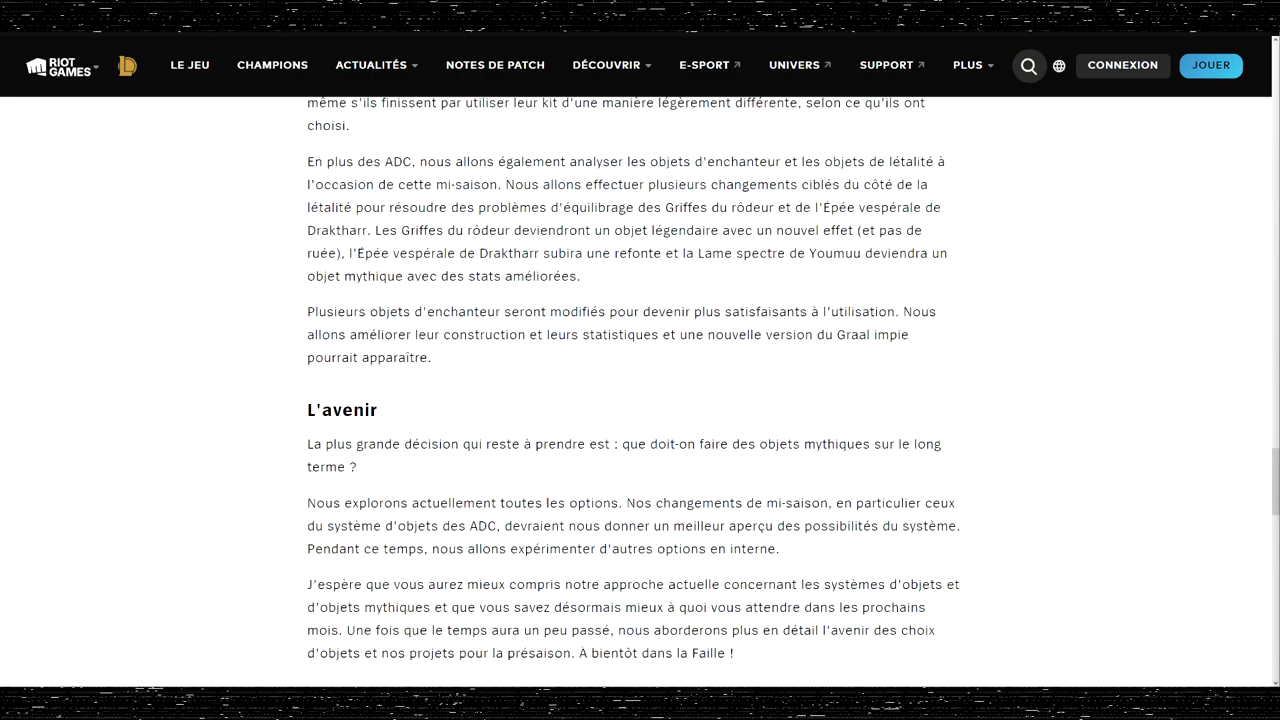 RIOT GAMES
LE JEU
CHAMPIONS
ACTUALITÉS
NOTES DE PATCH
DÉCOUVRIR
E-SPORT
UNIVERS
SUPPORT
PLUS
CONNEXION
JOUER
même s'ils finissent par utiliser leur kit d'une manière légèrement différente, selon ce qu'ils ont
choisi.
En plus des ADC, nous allons également analyser les objets d'enchanteur et les objets de létalité à
l'occasion de cette mi-saison. Nous allons effectuer plusieurs changements ciblés du côté de la
létalité pour résoudre des problèmes d'équilibrage des Griffes du rôdeur et de l'Épée vespérale de
Draktharr. Les Griffes du rôdeur deviendront un objet légendaire avec un nouvel effet (et pas de
ruée), l'Épée vespérale de Draktharr subira une refonte et la Lame spectre de Youmuu deviendra un
objet mythique avec des stats améliorées.
Plusieurs objets d'enchanteur seront modifiés pour devenir plus satisfaisants à l'utilisation. Nous
allons améliorer leur construction et leurs statistiques et une nouvelle version du Graal impie
pourrait apparaître.
L'avenir
La plus grande décision qui reste à prendre est : que doit-on faire des objets mythiques sur le long
terme ?
Nous explorons actuellement toutes les options. Nos changements de mi-saison, en particulier ceux
du système d'objets des ADC, devraient nous donner un meilleur aperçu des possibilités du système.
Pendant ce temps, nous allons expérimenter d'autres options en interne.
J'espère que vous aurez mieux compris notre approche actuelle concernant les systèmes d'objets et
d'objets mythiques et que vous savez désormais mieux à quoi vous attendre dans les prochains
mois. Une fois que le temps aura un peu passé, nous aborderons plus en détail l'avenir des choix
d'objets et nos projets pour la présaison. À bientôt dans la Faille !